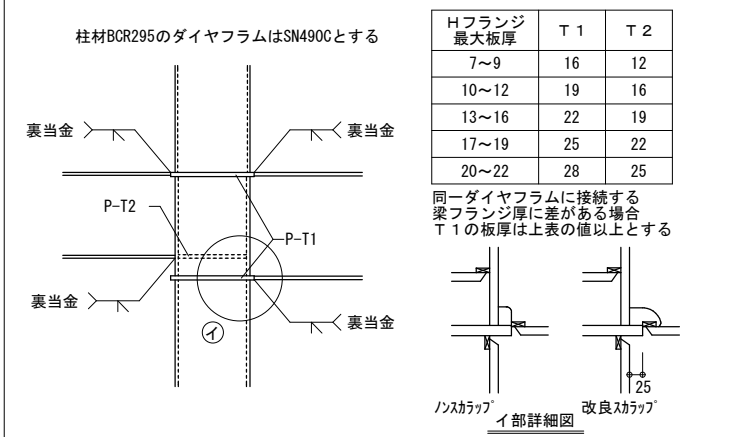 柱材BCR295のダイヤフラムはSN490Cとする
裏当金
裏当金
P-T2
P-T1
裏当金
裏当金
イ
Hフランジ
最大板厚
T1
T2
7～9
16
12
10～12
19
16
13～16
22
19
17～19
25
22
20～22
28
25
同一ダイヤフラムに接続する
梁フランジ厚に差がある場合
T1の板厚は上表の値以上とする
25
ノンスカラップ
改良スカラップ
イ部詳細図